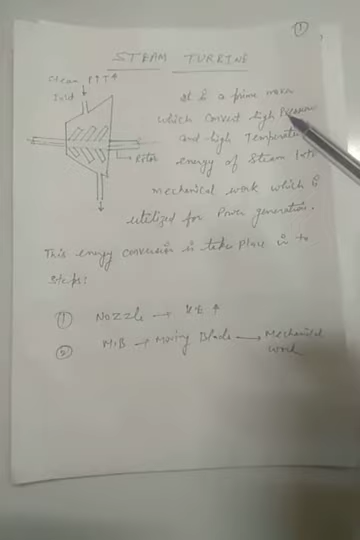 ①
STEAM TURBINE
Steam P↑T↑
Inlet
Rotor
It is a prime mover
which convert high Pressure
and high Temperature
energy of Steam Into
mechanical work which is
utilized for Power generation.
This energy conversion is take place in to
steps:
① Nozzle → K.E ↑
② M.B → Moving Blade → Mechanical
work